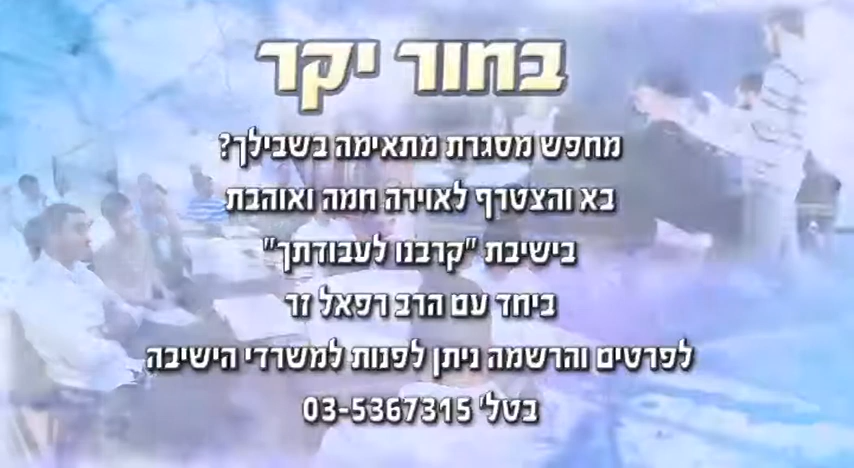 בחור יקר
מחפש מסגרת מתאימה בשבילך?
בא והצטרף לאוירה חמה ואוהבת
בישיבת "קרבנו לעבודתך"
ביחד עם הרב רפאל זר
לפרטים והרשמה ניתן לפנות למשרדי הישיבה
בטל' 03-5367315